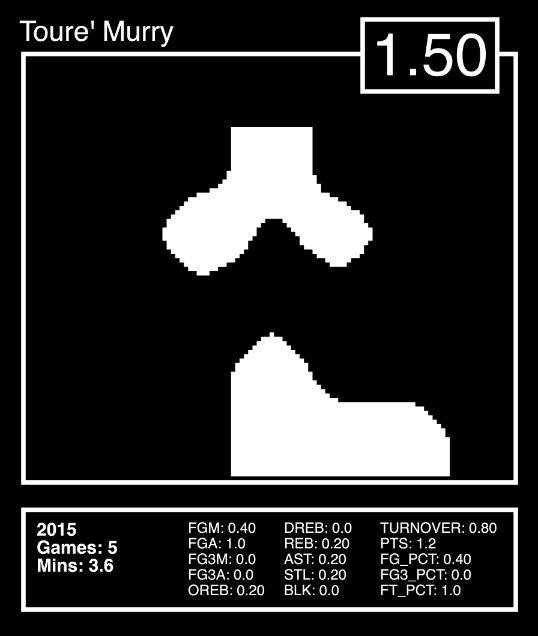 Toure' Murry
1.50
2015
Games: 5
Mins: 3.6
FGM: 0.40
FGA: 1.0
FG3M: 0.0
FG3A: 0.0
OREB: 0.20
DREB: 0.0
REB: 0.20
AST: 0.20
STL: 0.20
BLK: 0.0
TURNOVER: 0.80
PTS: 1.2
FG_PCT: 0.40
FG3_PCT: 0.0
FT_PCT: 1.0